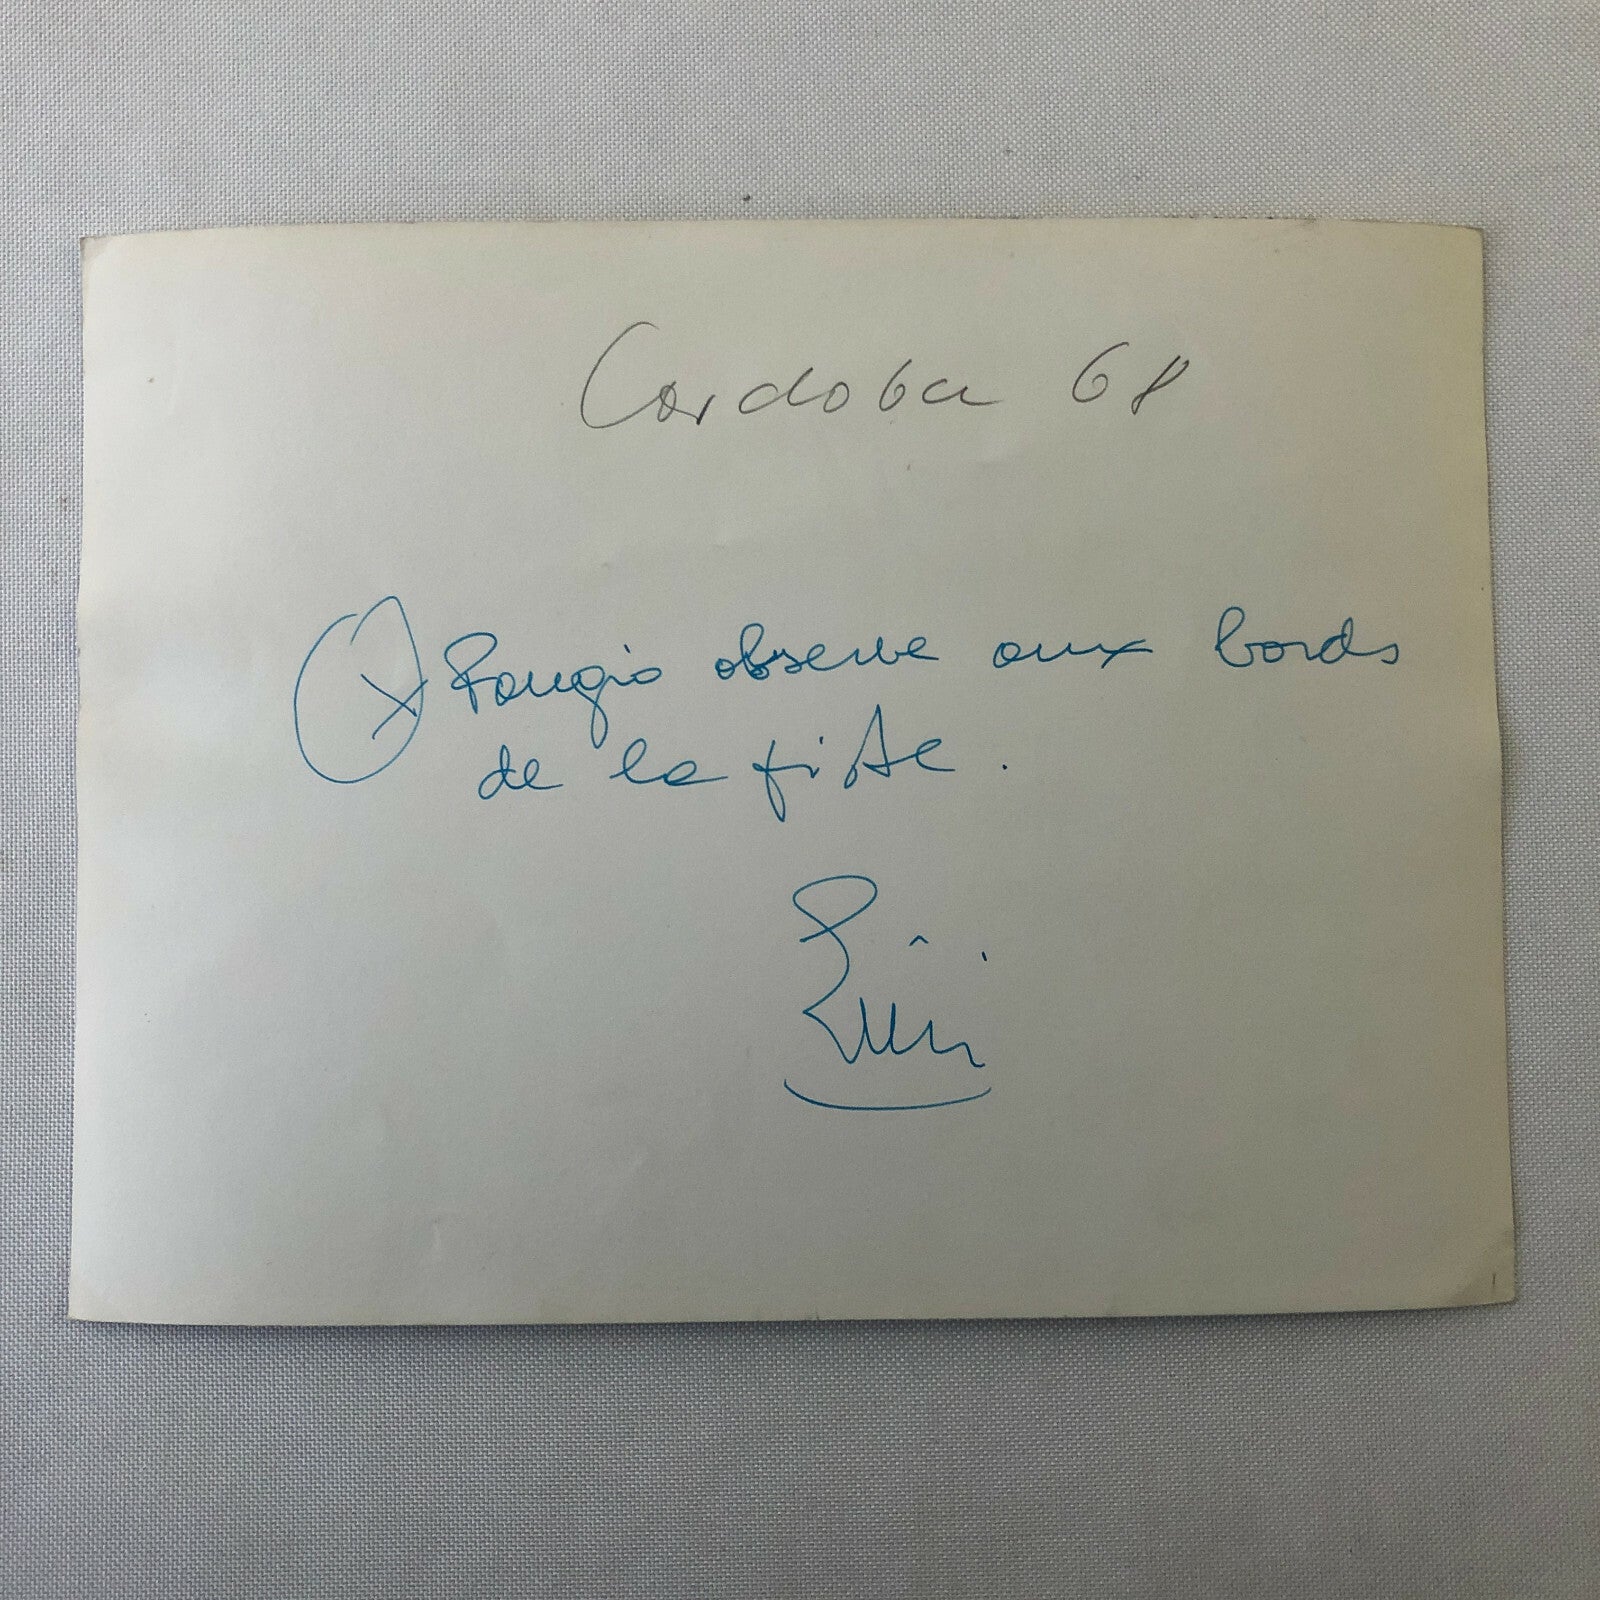 Cordoba 68
X Fangio observe aux bords
de la piste.